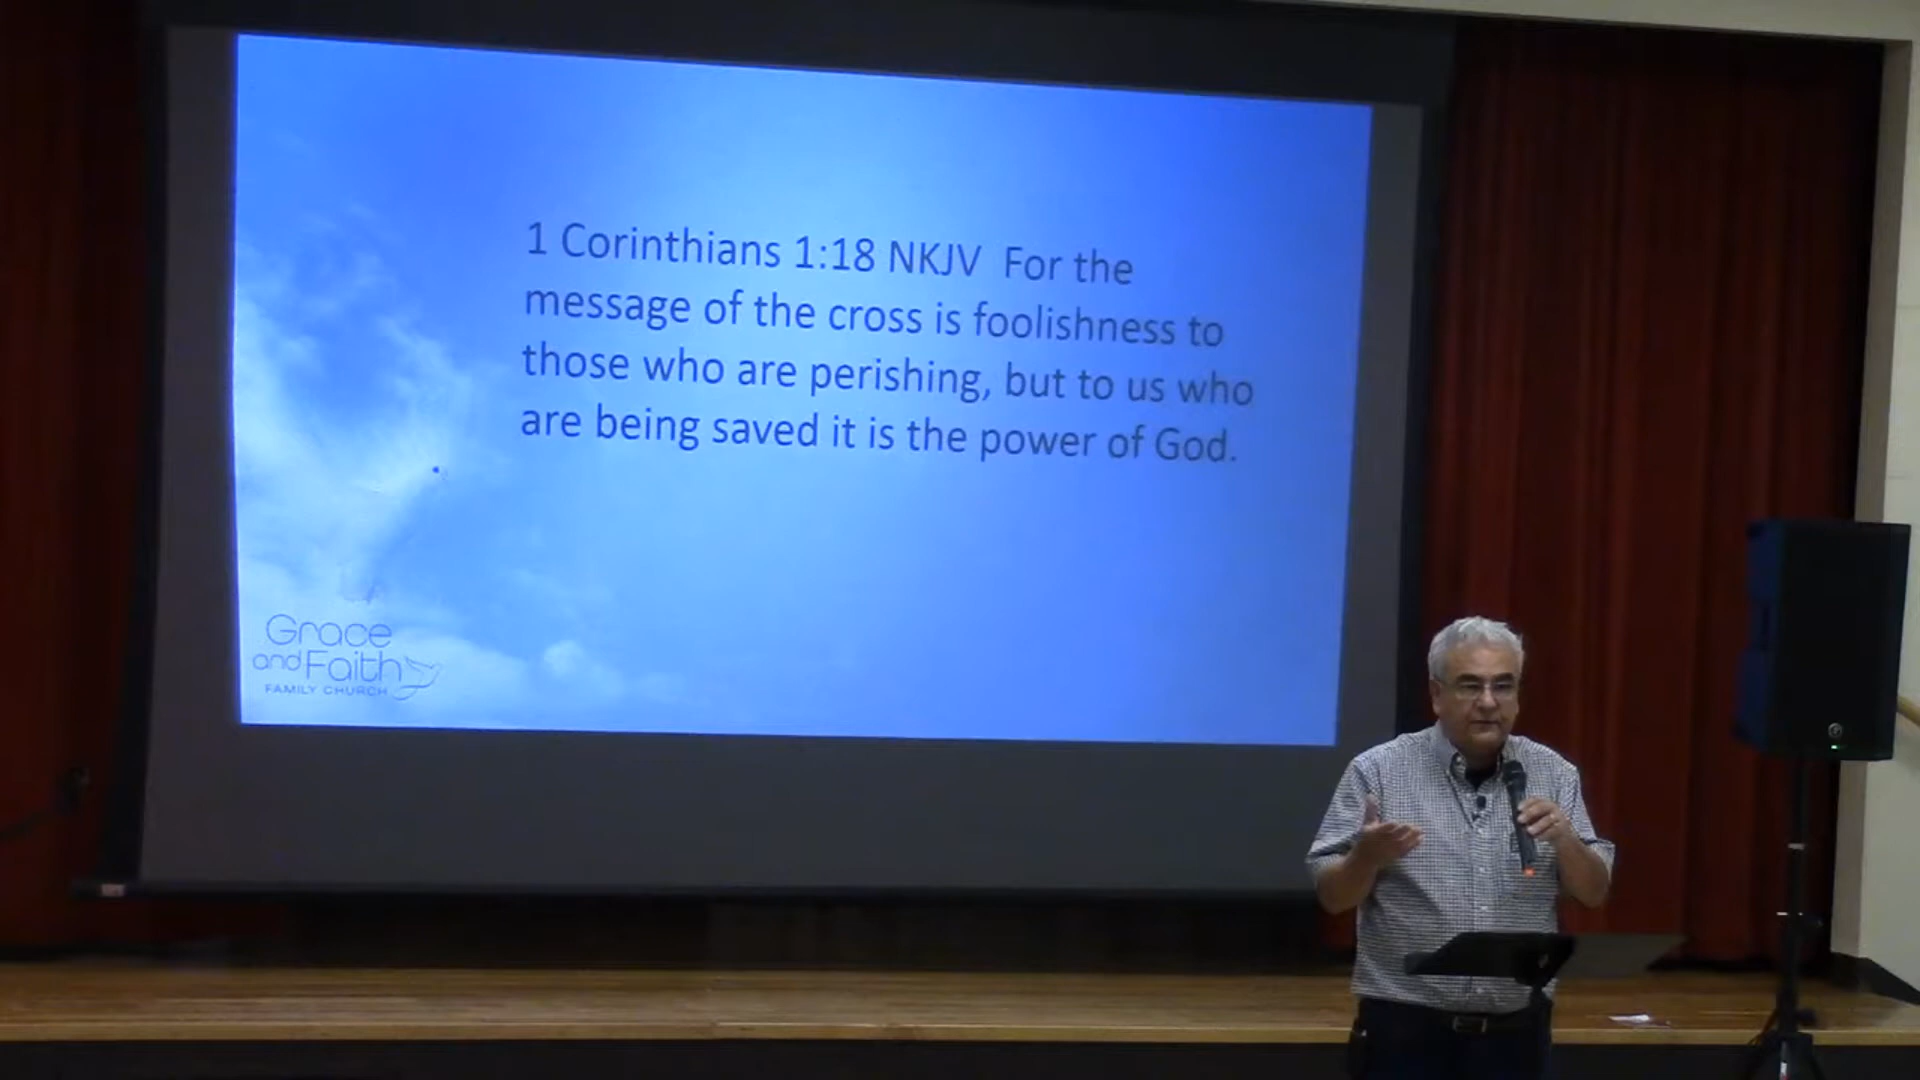 1 Corinthians 1:18 NKJV  For the
message of the cross is foolishness to
those who are perishing, but to us who
are being saved it is the power of God.
Grace
and Faith
FAMILY CHURCH